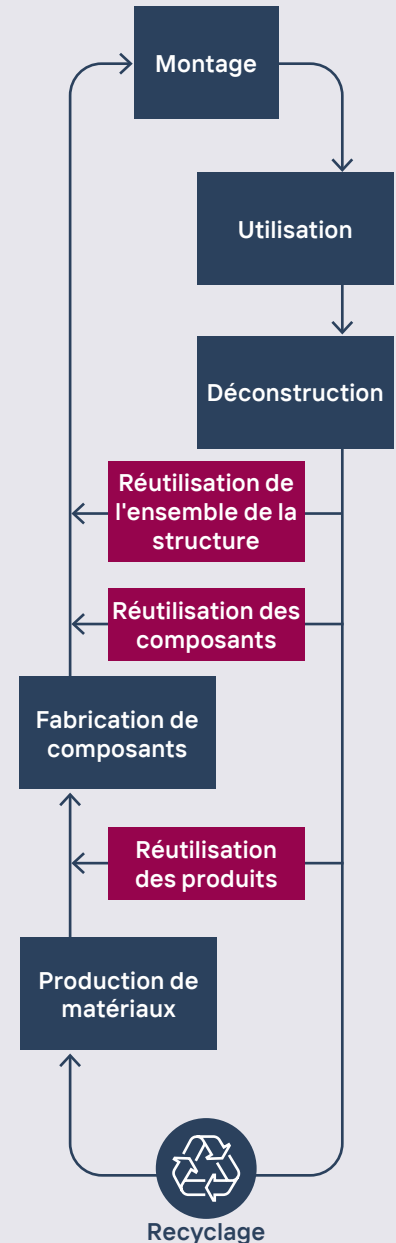 Montage
Utilisation
Déconstruction
Réutilisation de
l'ensemble de la
structure
Réutilisation des
composants
Fabrication de
composants
Réutilisation
des produits
Production de
matériaux
Recyclage